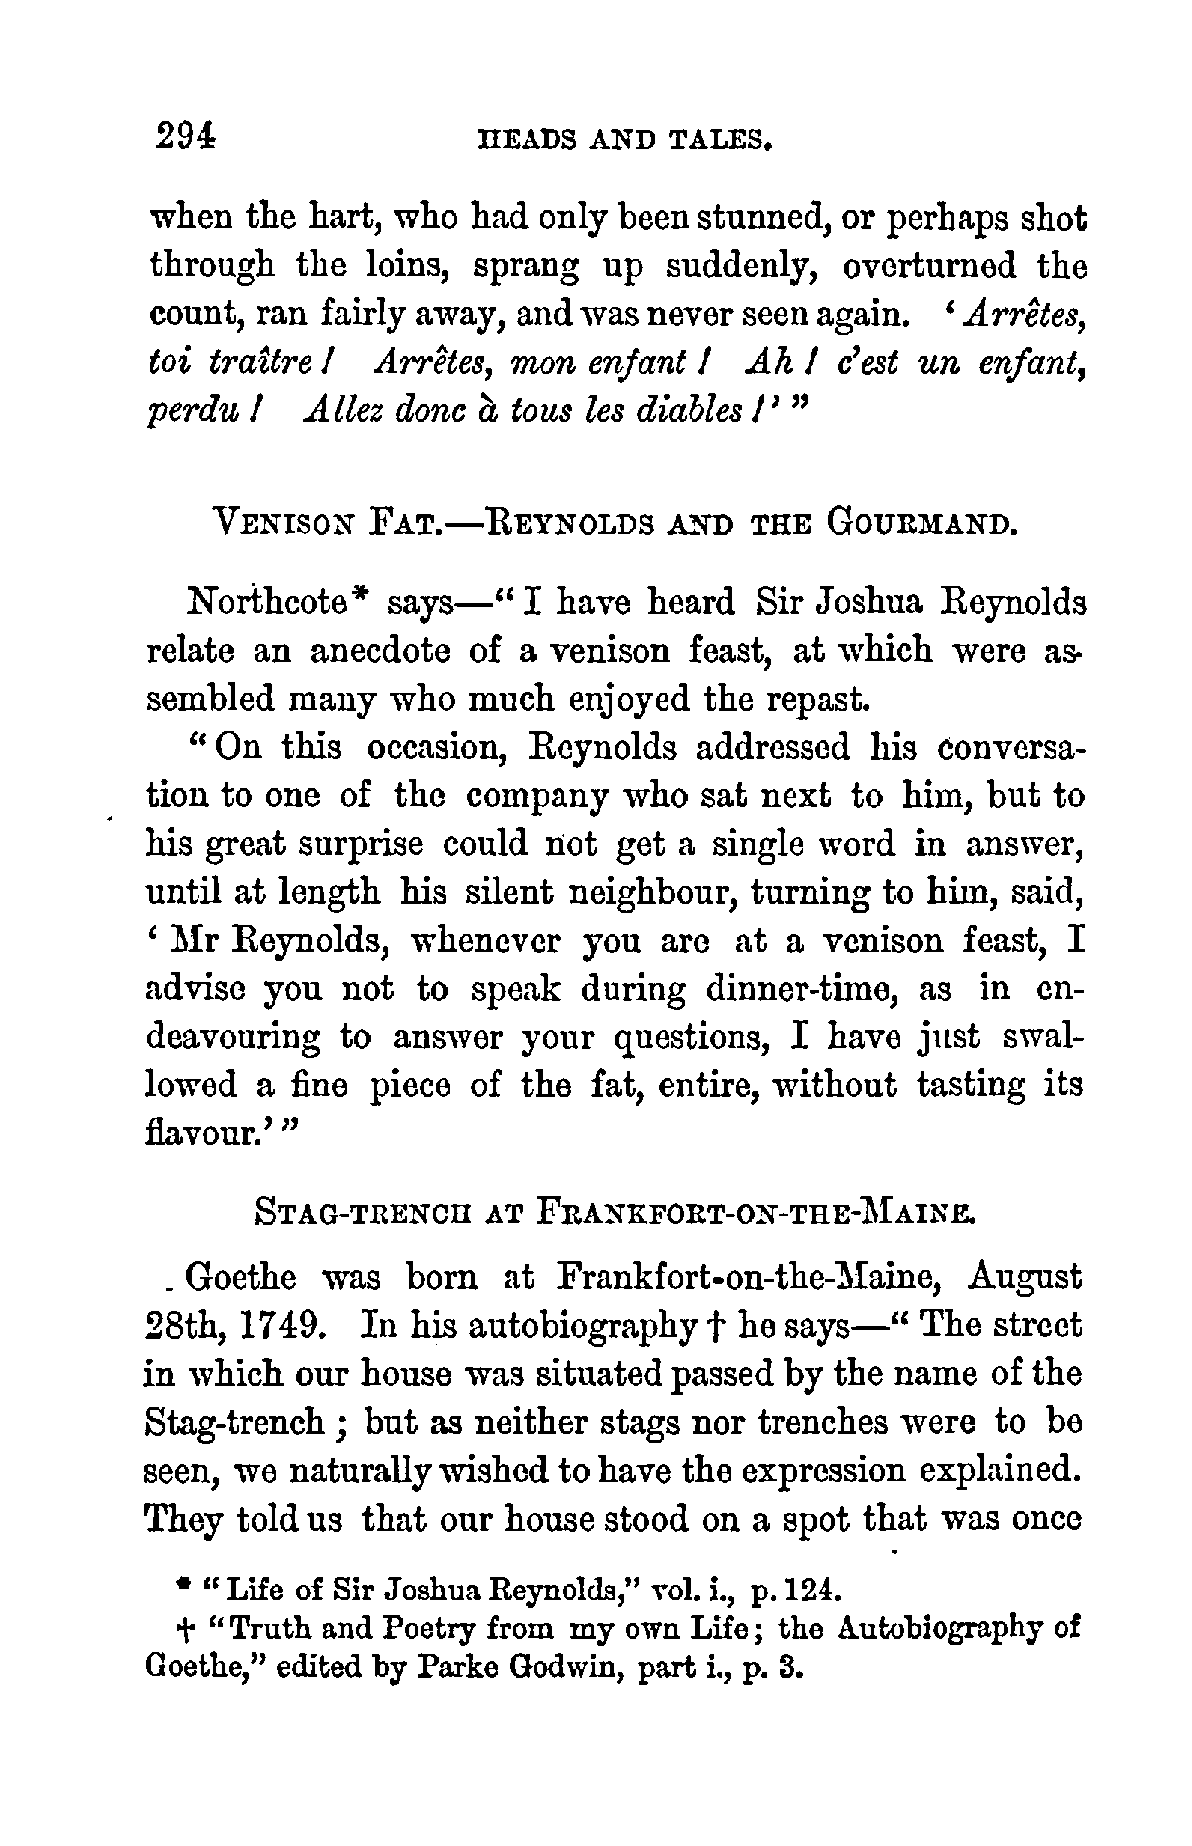 294 HEADS AND TALES.
when the hart, who had only been stunned, or perhaps shot
through the loins, sprang up suddenly, overturned the
count, ran fairly away, and was never seen again. ‘ Arrêtes,
toi traître ! Arrêtes, mon enfant ! Ah ! c’est un enfant,
perdu ! Allez donc à tous les diables !’ ”
VENISON FAT.—REYNOLDS AND THE GOURMAND.
Northcote* says—“ I have heard Sir Joshua Reynolds
relate an anecdote of a venison feast, at which were as-
sembled many who much enjoyed the repast.
“ On this occasion, Reynolds addressed his conversa-
tion to one of the company who sat next to him, but to
his great surprise could not get a single word in answer,
until at length his silent neighbour, turning to him, said,
‘ Mr Reynolds, whenever you are at a venison feast, I
advise you not to speak during dinner-time, as in en-
deavouring to answer your questions, I have just swal-
lowed a fine piece of the fat, entire, without tasting its
flavour.’ ”
STAG-TRENCH AT FRANKFORT-ON-THE-MAINE.
Goethe was born at Frankfort-on-the-Maine, August
28th, 1749. In his autobiography † he says—“ The street
in which our house was situated passed by the name of the
Stag-trench ; but as neither stags nor trenches were to be
seen, we naturally wished to have the expression explained.
They told us that our house stood on a spot that was once
* “ Life of Sir Joshua Reynolds,” vol. i., p. 124.
† “Truth and Poetry from my own Life; the Autobiography of
Goethe,” edited by Parke Godwin, part i., p. 3.